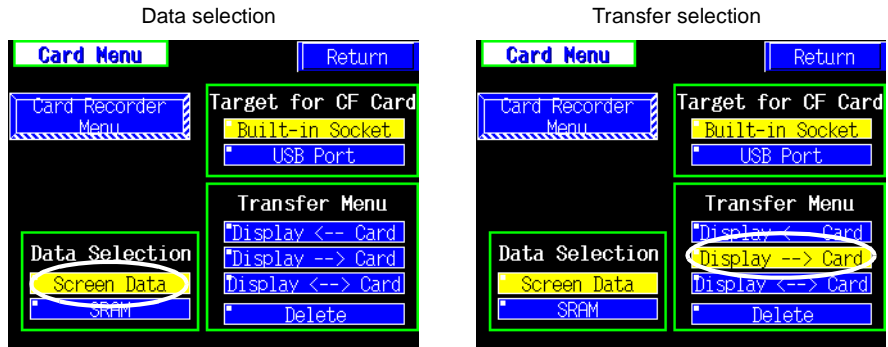 Data selection
Card Menu
Return
Card Recorder
Menu
Target for CF Card
Built-in Socket
USB Port
Transfer Menu
Display <-- Card
Display --> Card
Display <--> Card
Delete
Data Selection
Screen Data
SRAM
Transfer selection
Card Menu
Return
Card Recorder
Menu
Target for CF Card
Built-in Socket
USB Port
Transfer Menu
Display <-- Card
Display --> Card
Display <--> Card
Delete
Data Selection
Screen Data
SRAM